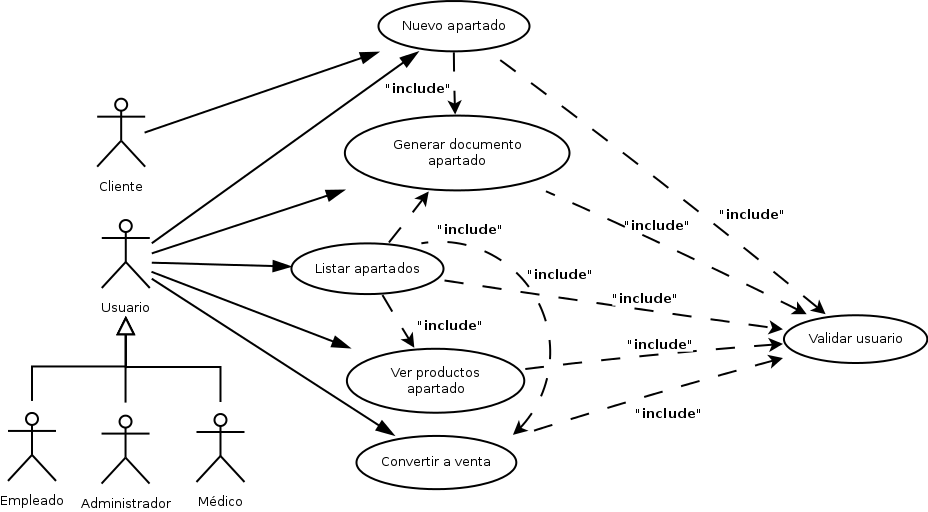 Nuevo apartado
"include"
Generar documento
apartado
Cliente
"include"
"include"
"include"
Listar apartados
"include"
Usuario
"include"
"include"
Validar usuario
"include"
Ver productos
apartado
"include"
Convertir a venta
Empleado
Administrador
Médico